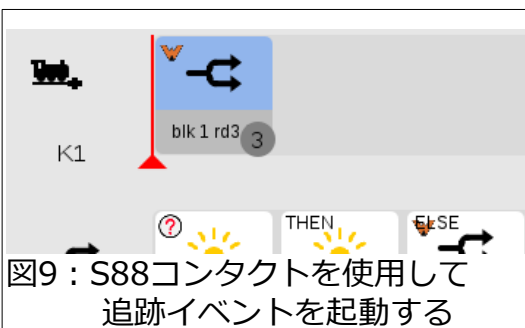 blk 1 rd3
3
K1
?
THEN
ELSE
図9：S88コンタクトを使用して
追跡イベントを起動する